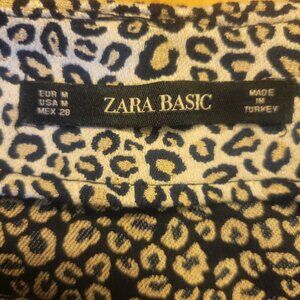 EUR M
USA M
MEX 28
ZARA BASIC
MADE
IN
TURKEY